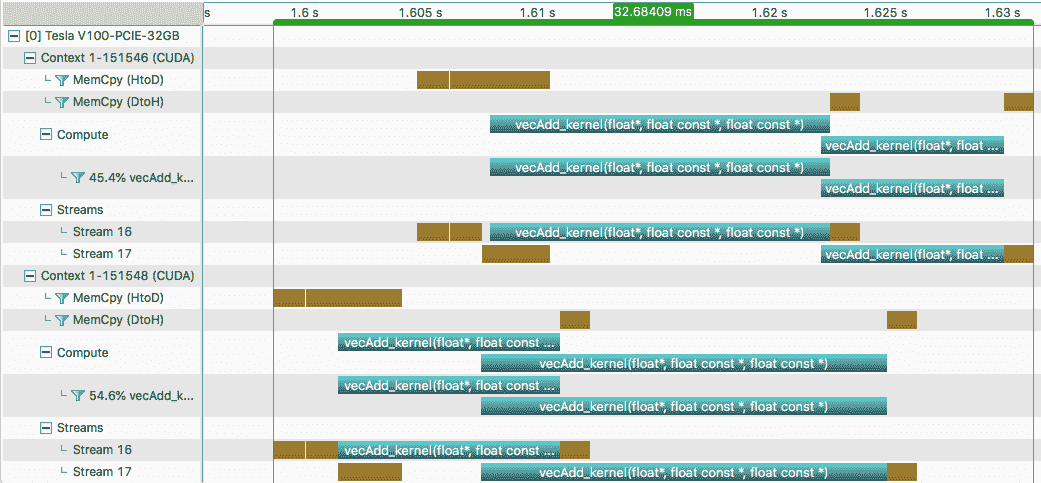 s 1.6 s 1.605 s 1.61 s 32.68409 ms 1.62 s 1.625 s 1.63 s
[0] Tesla V100-PCIE-32GB
Context 1-151546 (CUDA)
MemCpy (HtoD)
MemCpy (DtoH)
vecAdd_kernel(float*, float const *, float const *)
Compute
vecAdd_kernel(float*, float ...
vecAdd_kernel(float*, float const *, float const *)
45.4% vecAdd_k...
vecAdd_kernel(float*, float ...
Streams
Stream 16 vecAdd_kernel(float*, float const *, float const *)
Stream 17 vecAdd_kernel(float*, float ...
Context 1-151548 (CUDA)
MemCpy (HtoD)
MemCpy (DtoH)
vecAdd_kernel(float*, float const ...
Compute
vecAdd_kernel(float*, float const *, float const *)
vecAdd_kernel(float*, float const ...
54.6% vecAdd_k...
vecAdd_kernel(float*, float const *, float const *)
Streams
Stream 16 vecAdd_kernel(float*, float const ...
Stream 17 vecAdd_kernel(float*, float const *, float const *)